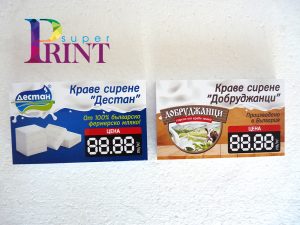 super
PRINT
Дестан
Краве сирене
"Дестан"
От 100% българско
фермерско мляко!
ЦЕНА
88.88
ДОБРУДЖАНЦИ
Краве сирене
"Добруджанци"
Произведено
в България
ЦЕНА
88.88